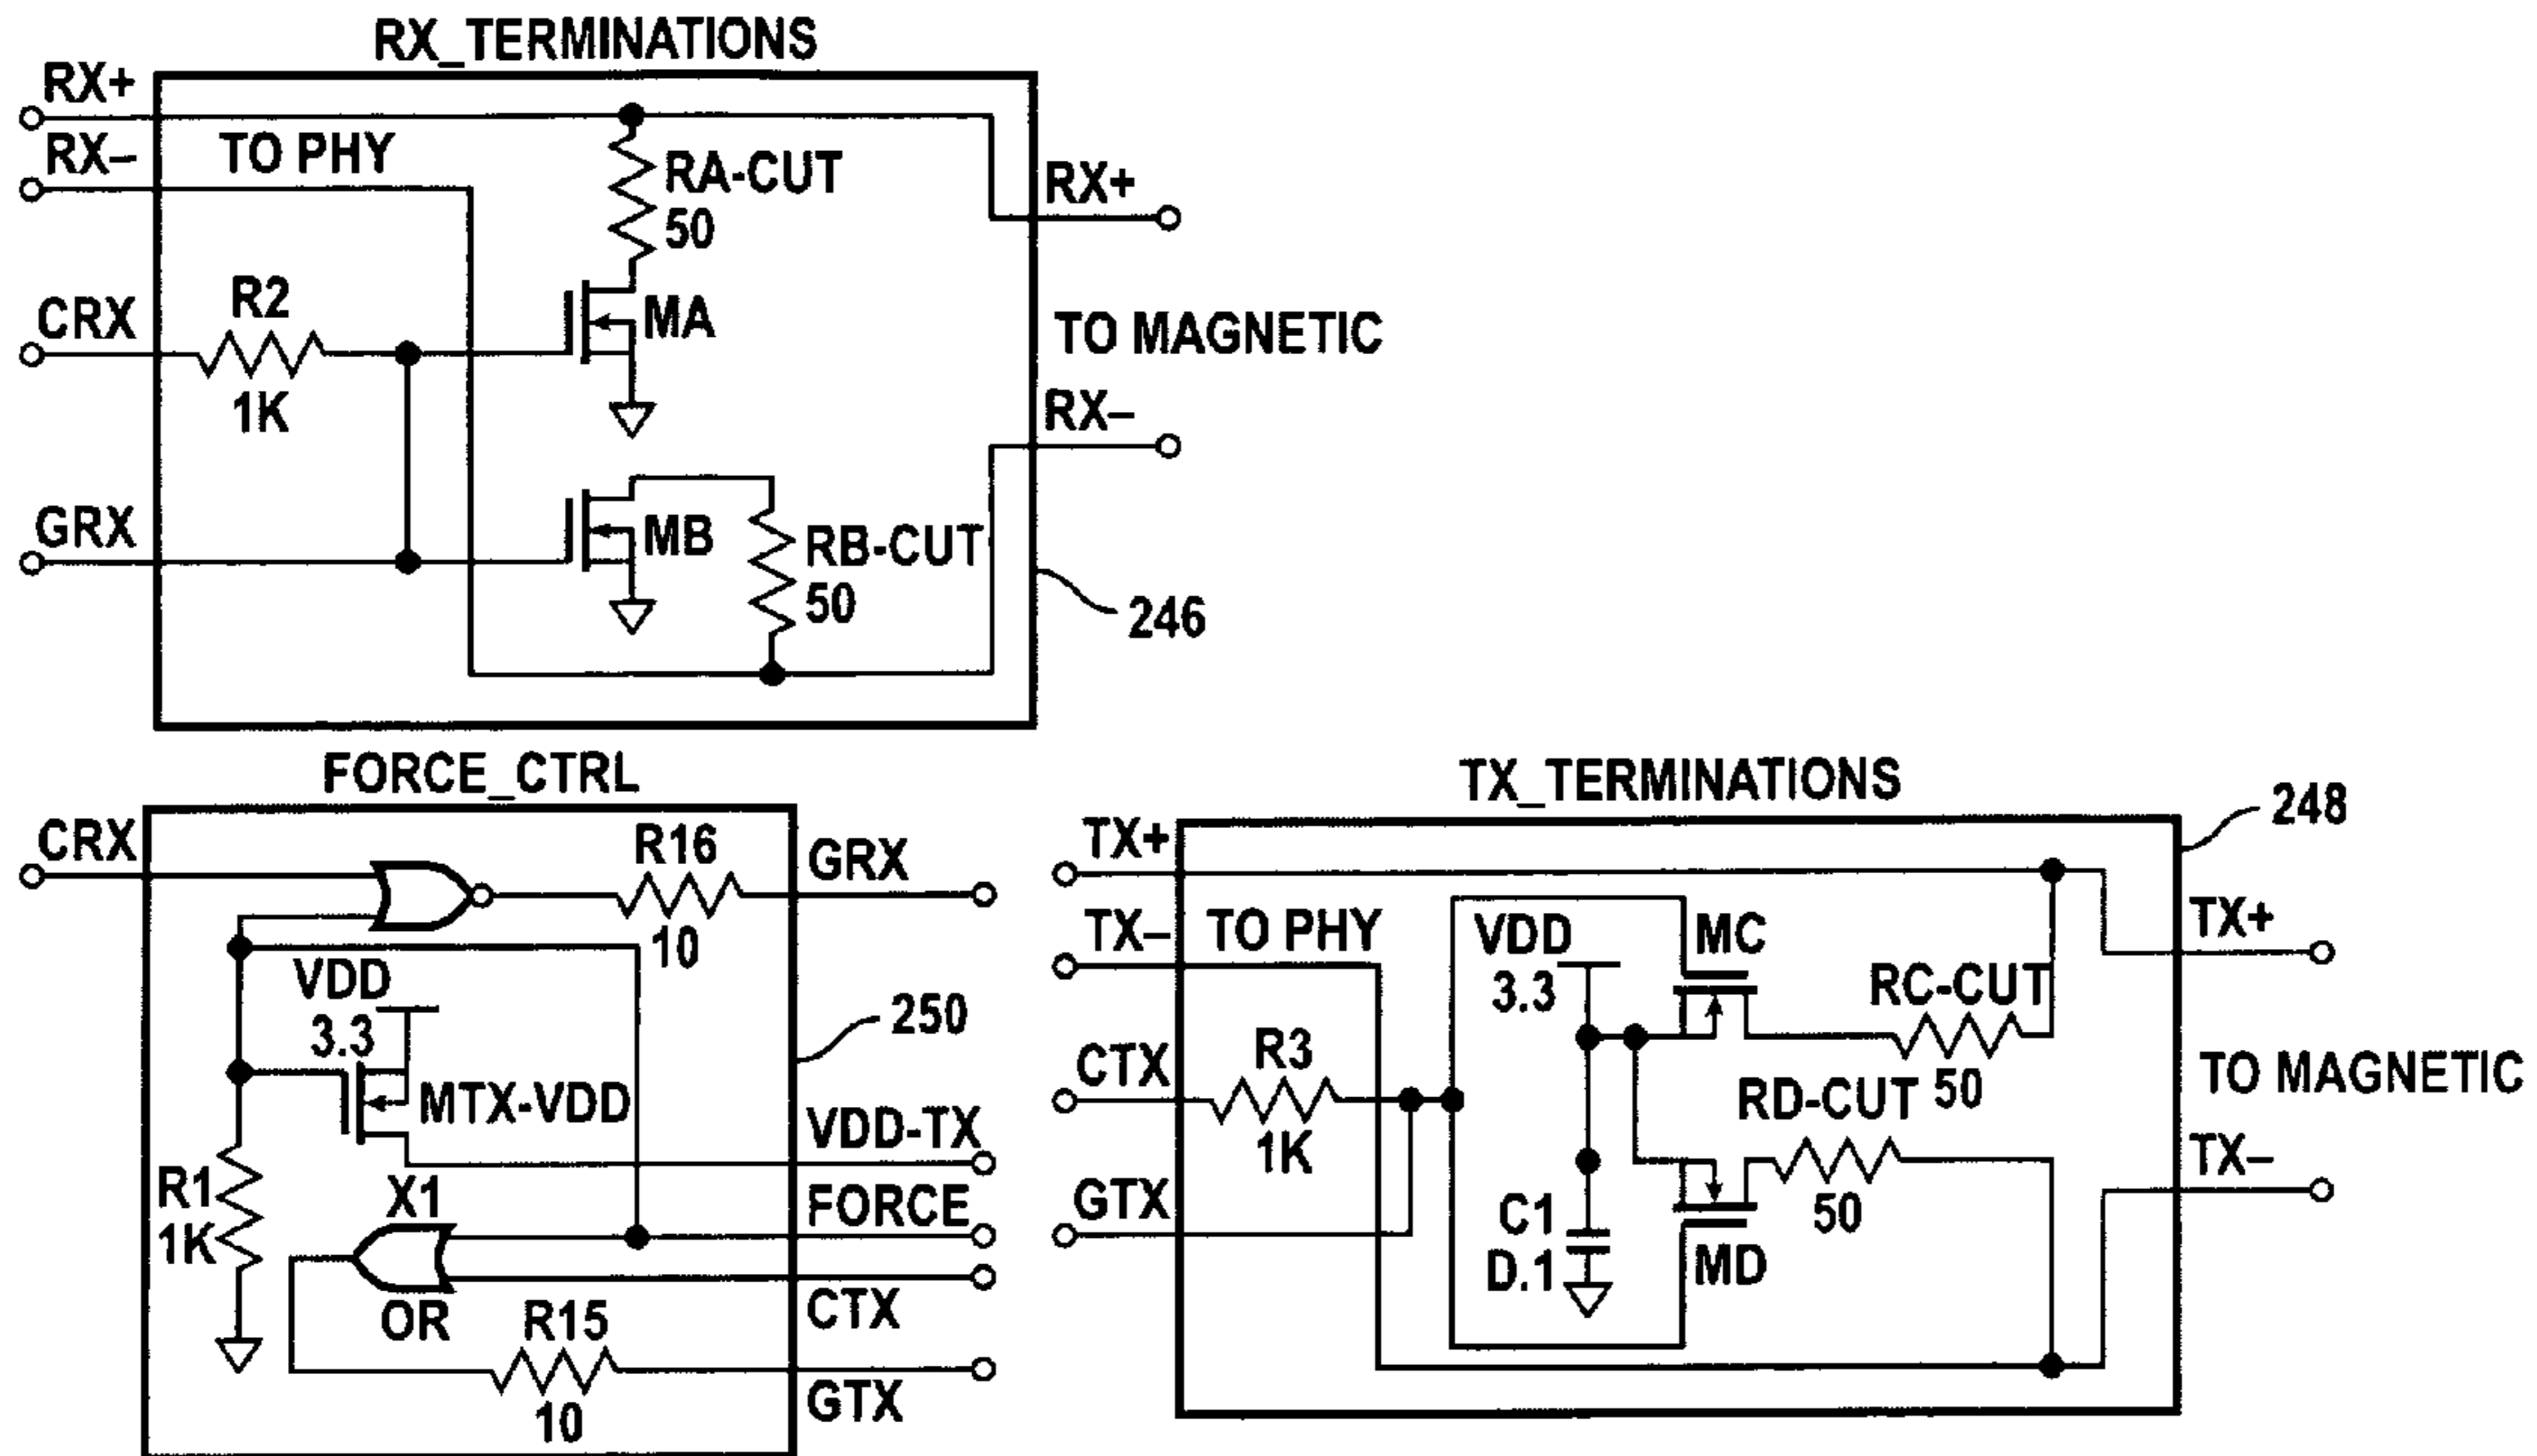 RX_TERMINATIONS
RX+
RX–
TO PHY
RA-CUT
50
RX+
CRX
R2
1K
MA
TO MAGNETIC
RX–
GRX
MB
RB-CUT
50
246
FORCE_CTRL
CRX
R16
10
GRX
VDD
3.3
250
MTX-VDD
VDD-TX
R1
1K
X1
OR
FORCE
CTX
R15
10
GTX
TX_TERMINATIONS
248
TX+
TX–
TO PHY
VDD
3.3
MC
RC-CUT
50
TX+
CTX
R3
1K
RD-CUT
50
TO MAGNETIC
TX–
GTX
C1
D.1
MD